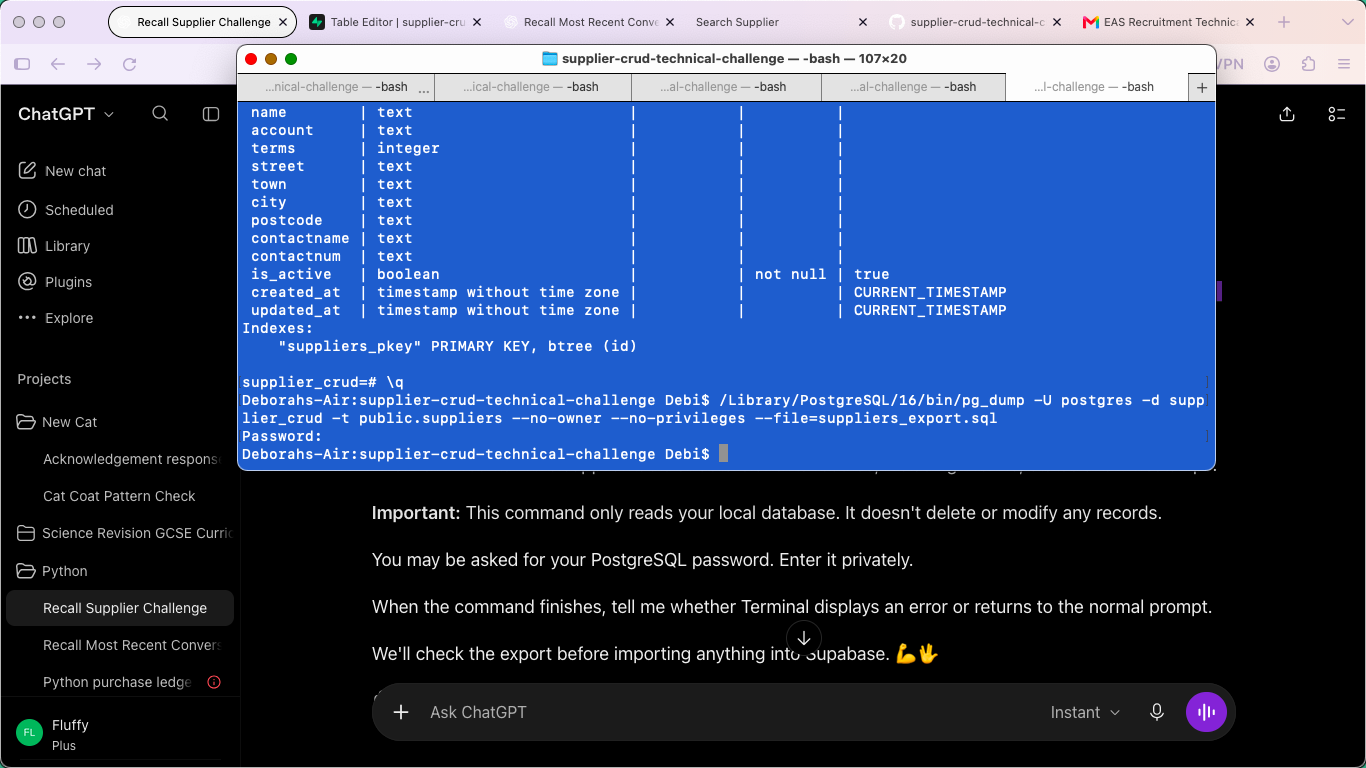 Recall Supplier Challenge
Table Editor | supplier-cru
Recall Most Recent Conve
Search Supplier
supplier-crud-technical-c
EAS Recruitment Technic
VPN
supplier-crud-technical-challenge — -bash — 107×20
...nical-challenge — -bash ...
...ical-challenge — -bash
...al-challenge — -bash
...al-challenge — -bash
...l-challenge — -bash
+
name | text | | |
account | text | | |
terms | integer | | |
street | text | | |
town | text | | |
city | text | | |
postcode | text | | |
contactname | text | | |
contactnum | text | | |
is_active | boolean | | not null | true
created_at | timestamp without time zone | | | CURRENT_TIMESTAMP
updated_at | timestamp without time zone | | | CURRENT_TIMESTAMP
Indexes:
"suppliers_pkey" PRIMARY KEY, btree (id)
supplier_crud=# \q
Deborahs-Air:supplier-crud-technical-challenge Debi$ /Library/PostgreSQL/16/bin/pg_dump -U postgres -d supp
lier_crud -t public.suppliers --no-owner --no-privileges --file=suppliers_export.sql
Password:
Deborahs-Air:supplier-crud-technical-challenge Debi$
ChatGPT
New chat
Scheduled
Library
Plugins
Explore
Projects
New Cat
Acknowledgement respons
Cat Coat Pattern Check
Science Revision GCSE Curric
Python
Recall Supplier Challenge
Recall Most Recent Convers
Python purchase ledge
FL
Fluffy
Plus
Important: This command only reads your local database. It doesn't delete or modify any records.
You may be asked for your PostgreSQL password. Enter it privately.
When the command finishes, tell me whether Terminal displays an error or returns to the normal prompt.
We'll check the export before importing anything into Supabase. 💪🖖
Ask ChatGPT
Instant